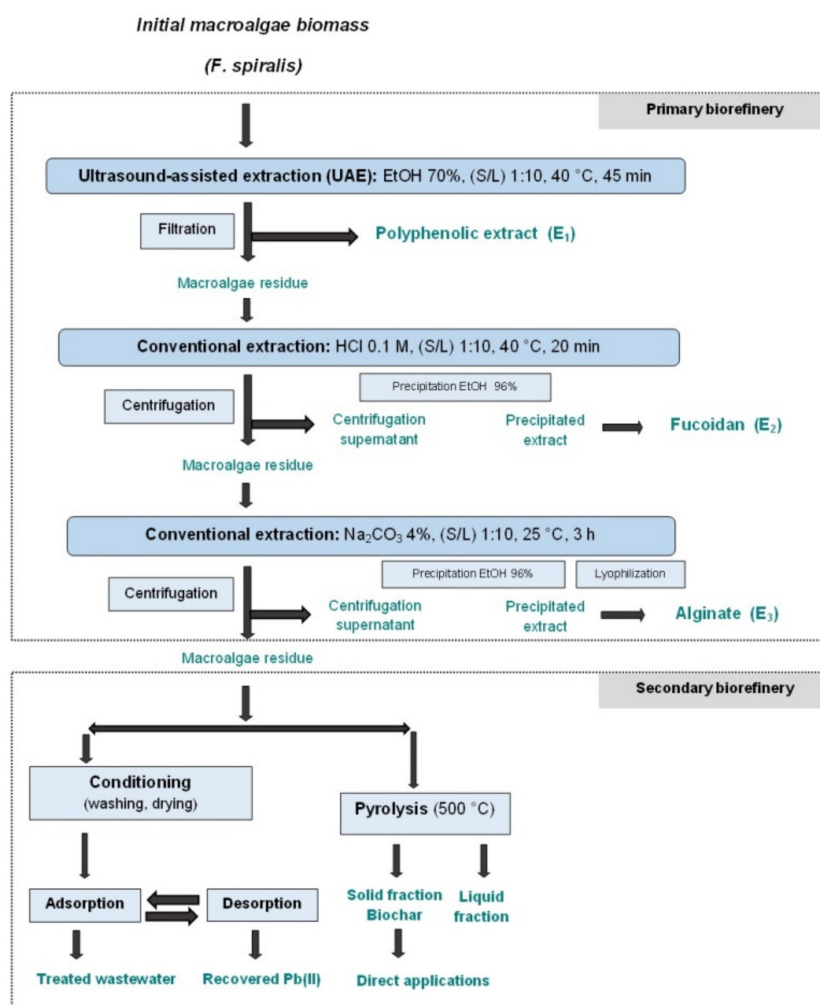 Initial macroalgae biomass
(F. spiralis)
Primary biorefinery
Ultrasound-assisted extraction (UAE): EtOH 70%, (S/L) 1:10, 40 °C, 45 min
Filtration
Polyphenolic extract (E₁)
Macroalgae residue
Conventional extraction: HCl 0.1 M, (S/L) 1:10, 40 °C, 20 min
Precipitation EtOH 96%
Centrifugation
Centrifugation
supernatant
Precipitated
extract
Fucoidan (E₂)
Macroalgae residue
Conventional extraction: Na₂CO₃ 4%, (S/L) 1:10, 25 °C, 3 h
Precipitation EtOH 96%
Lyophilization
Centrifugation
Centrifugation
supernatant
Precipitated
extract
Alginate (E₃)
Macroalgae residue
Secondary biorefinery
Conditioning
(washing, drying)
Pyrolysis (500 °C)
Adsorption
Desorption
Solid fraction
Biochar
Liquid
fraction
Treated wastewater
Recovered Pb(II)
Direct applications